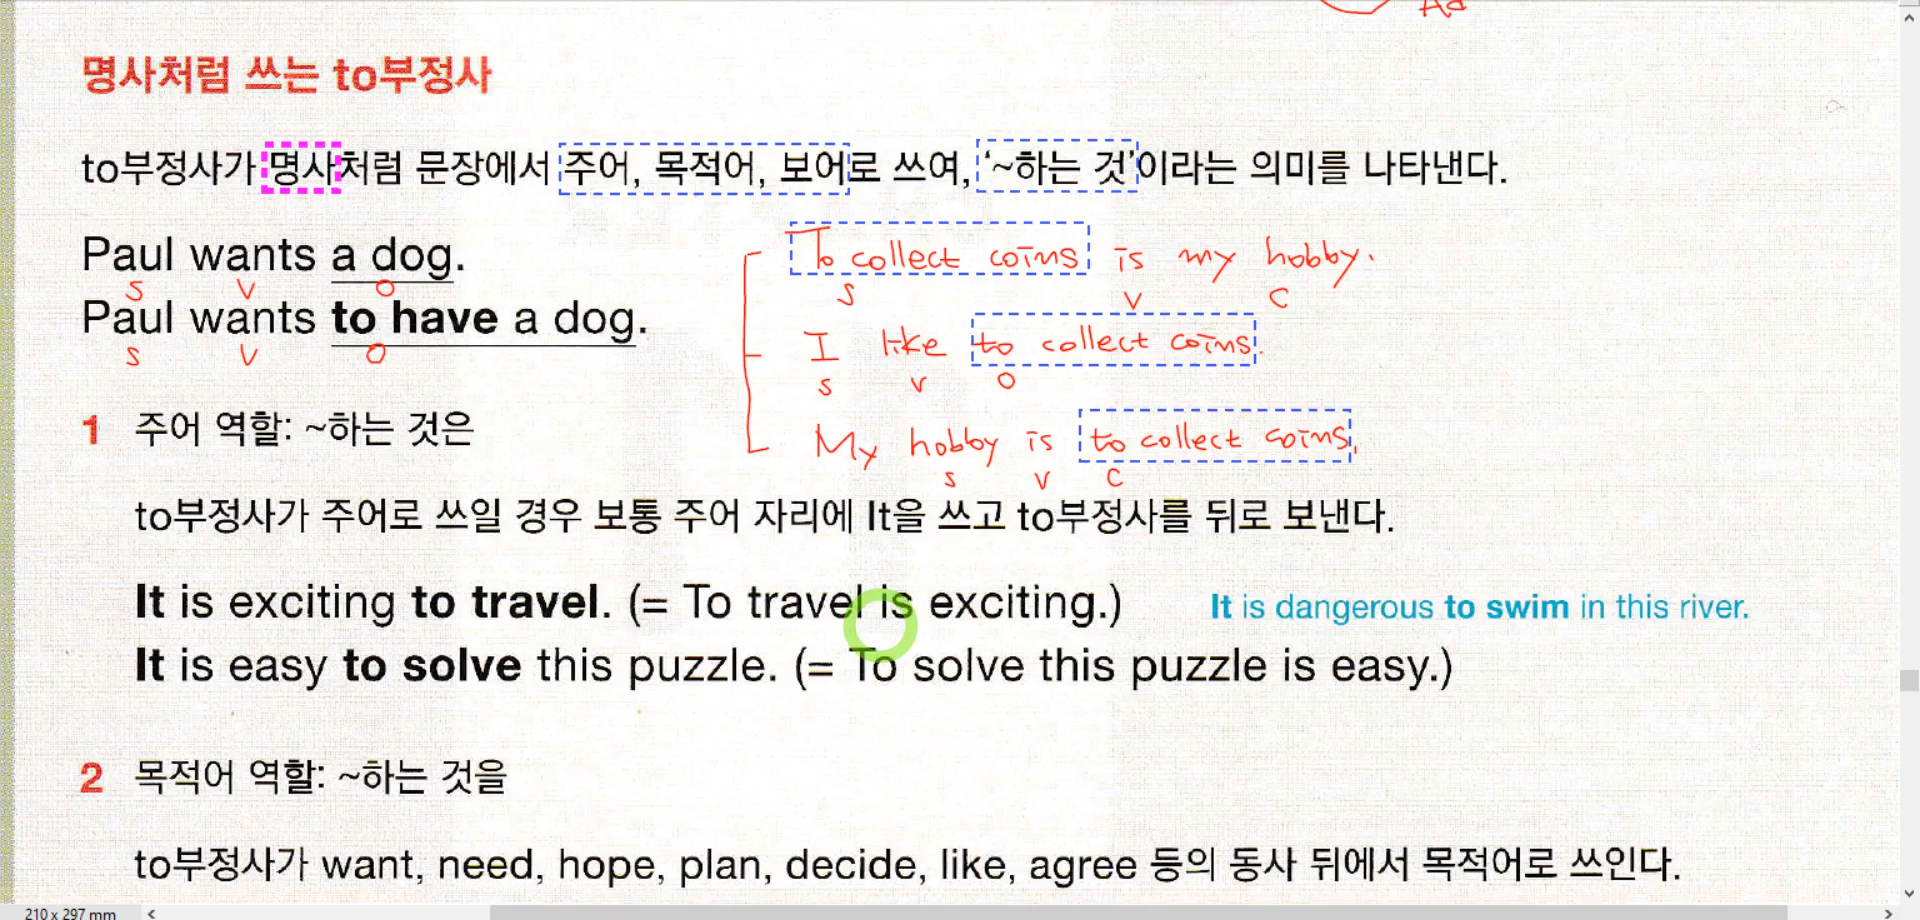 명사처럼 쓰는 to부정사
to부정사가 명사처럼 문장에서 주어, 목적어, 보어로 쓰여, ‘~하는 것’이라는 의미를 나타낸다.
Paul wants a dog.
S V O
Paul wants to have a dog.
S V O
To collect coins is my hobby.
S V C
I like to collect coins.
S V O
My hobby is to collect coins.
S V C
1 주어 역할: ~하는 것은
to부정사가 주어로 쓰일 경우 보통 주어 자리에 It을 쓰고 to부정사를 뒤로 보낸다.
It is exciting to travel. (= To travel is exciting.)
It is dangerous to swim in this river.
It is easy to solve this puzzle. (= To solve this puzzle is easy.)
2 목적어 역할: ~하는 것을
to부정사가 want, need, hope, plan, decide, like, agree 등의 동사 뒤에서 목적어로 쓰인다.
210 x 297 mm